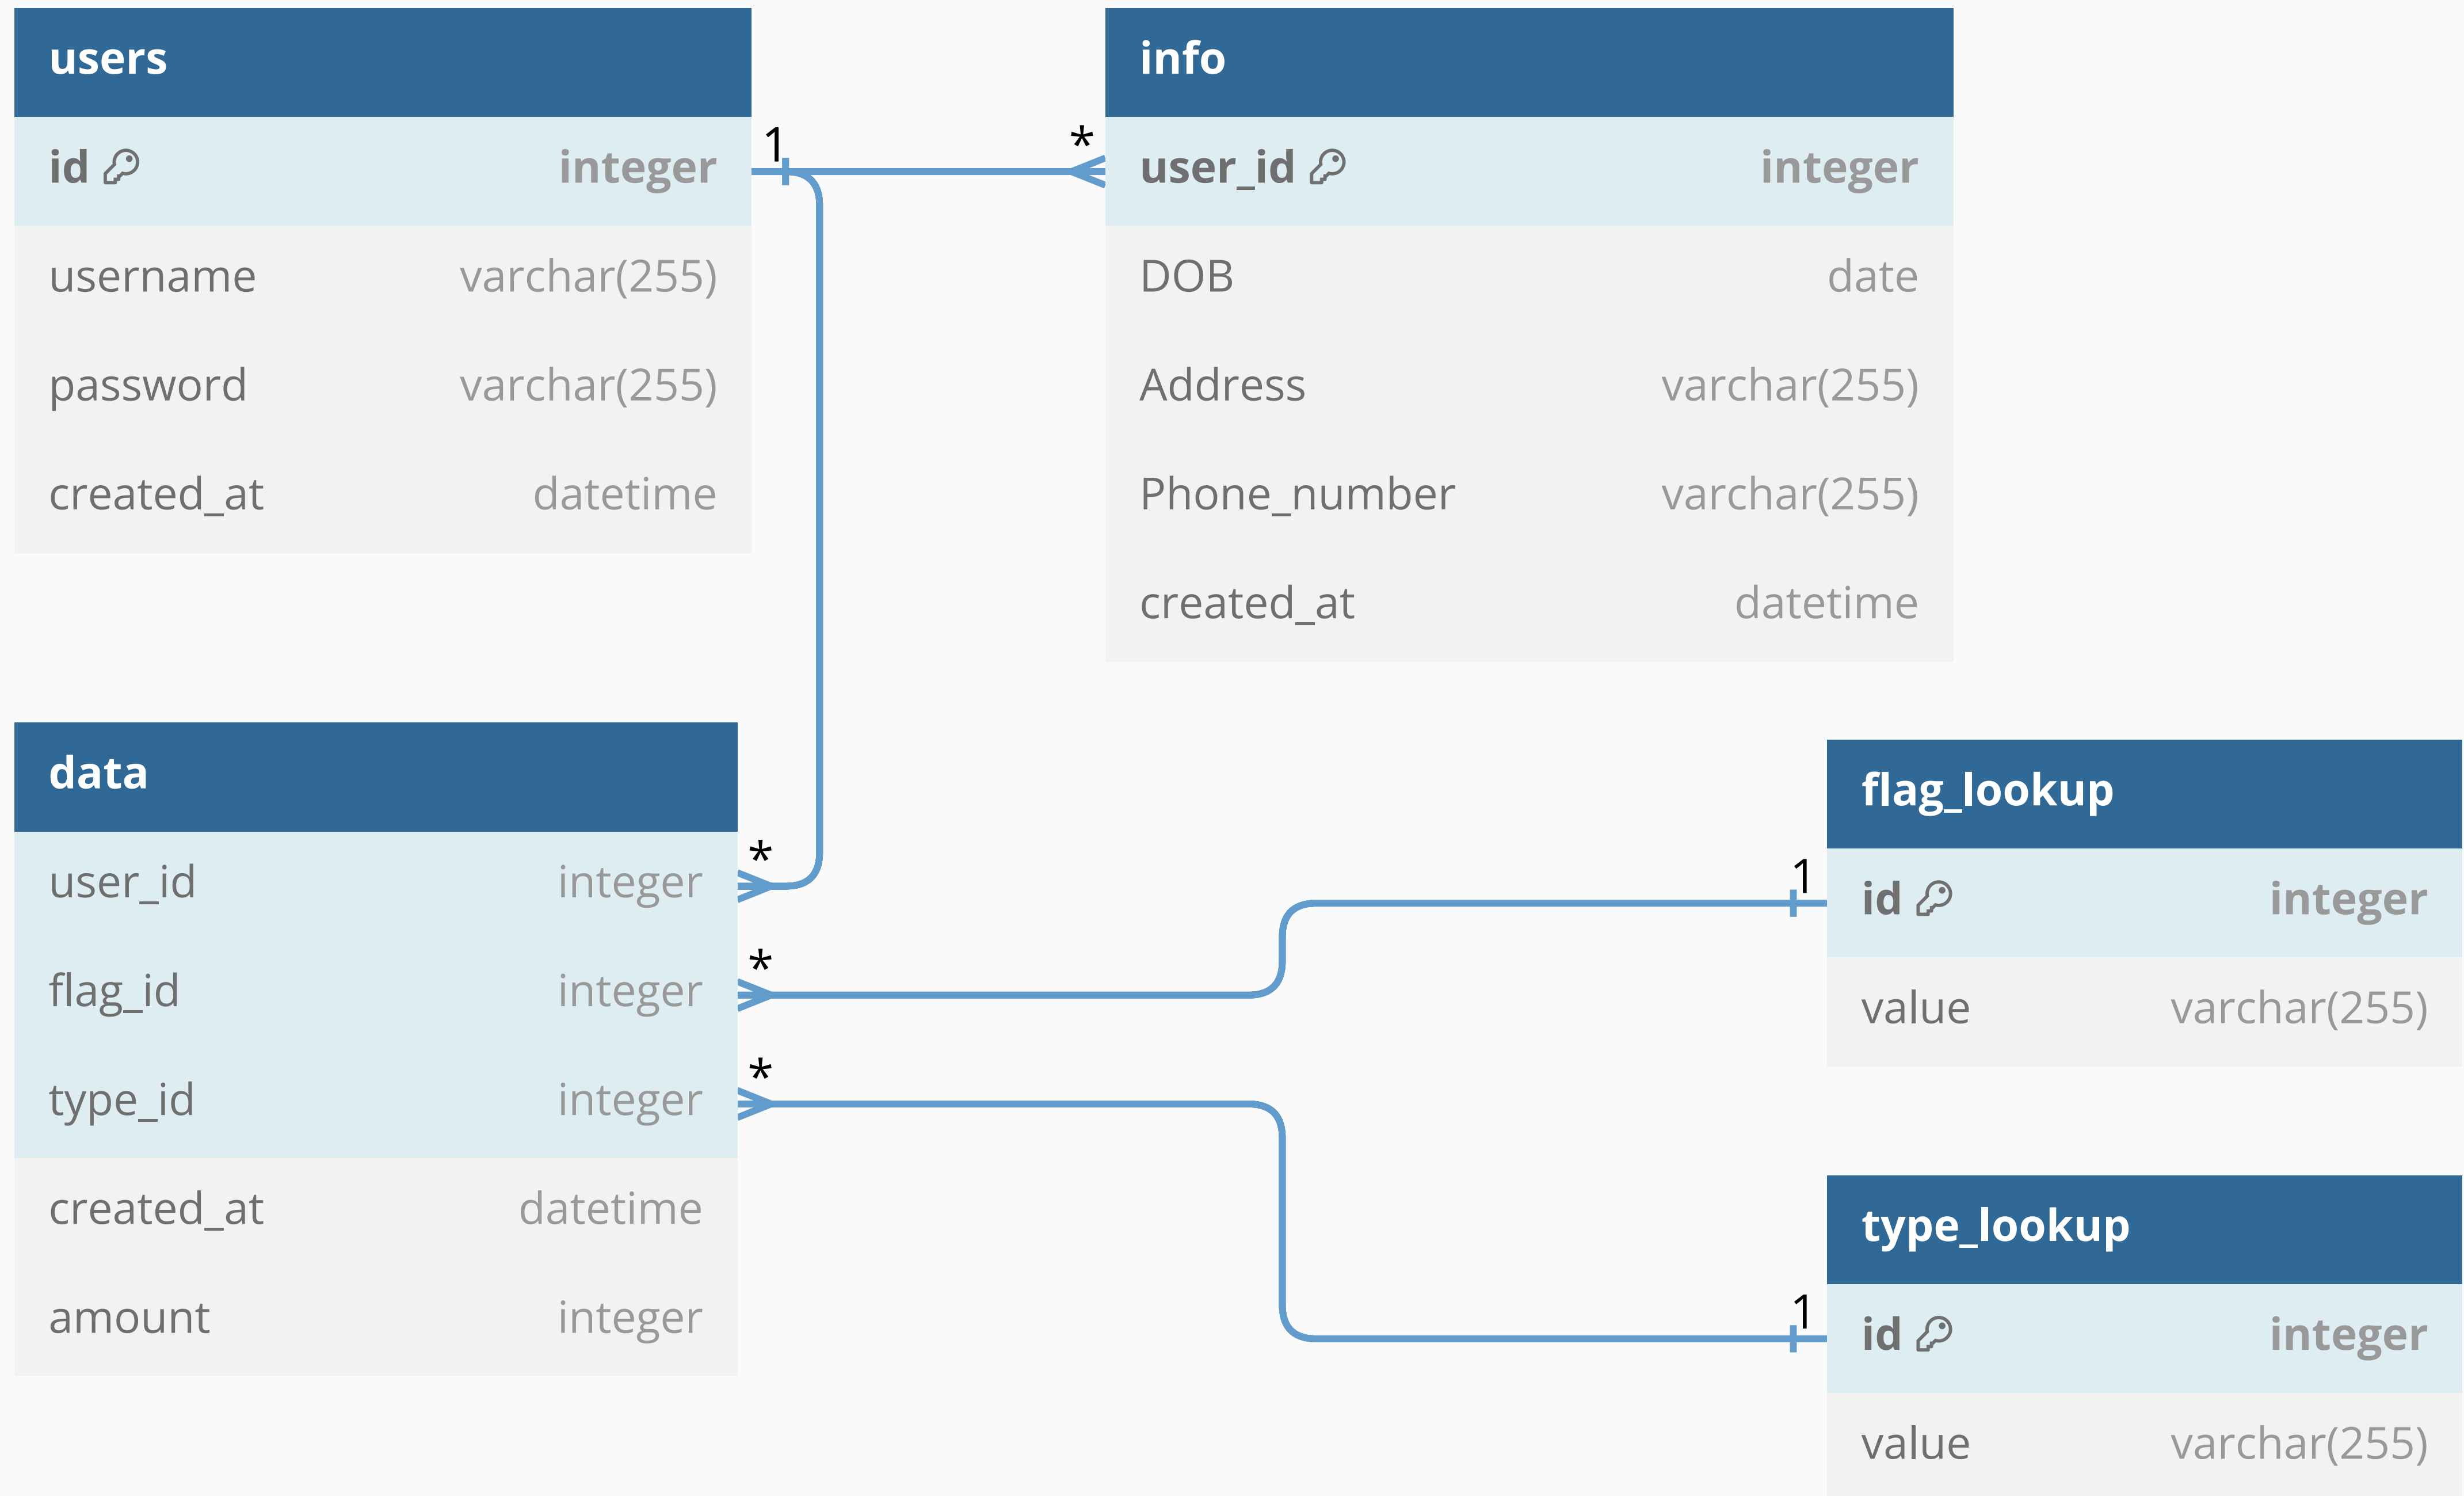 users
id integer
username varchar(255)
password varchar(255)
created_at datetime
1 *
info
user_id integer
DOB date
Address varchar(255)
Phone_number varchar(255)
created_at datetime
data
user_id integer *
flag_id integer *
type_id integer *
created_at datetime
amount integer
flag_lookup
1 id integer
value varchar(255)
type_lookup
1 id integer
value varchar(255)